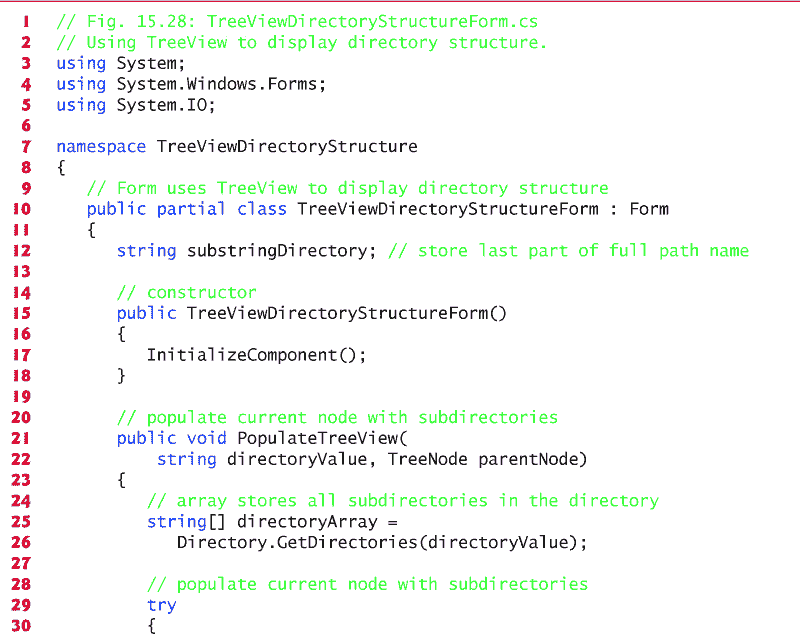 1 // Fig. 15.28: TreeViewDirectoryStructureForm.cs
2 // Using TreeView to display directory structure.
3 using System;
4 using System.Windows.Forms;
5 using System.IO;
6
7 namespace TreeViewDirectoryStructure
8 {
9 // Form uses TreeView to display directory structure
10 public partial class TreeViewDirectoryStructureForm : Form
11 {
12 string substringDirectory; // store last part of full path name
13
14 // constructor
15 public TreeViewDirectoryStructureForm()
16 {
17 InitializeComponent();
18 }
19
20 // populate current node with subdirectories
21 public void PopulateTreeView(
22 string directoryValue, TreeNode parentNode)
23 {
24 // array stores all subdirectories in the directory
25 string[] directoryArray =
26 Directory.GetDirectories(directoryValue);
27
28 // populate current node with subdirectories
29 try
30 {